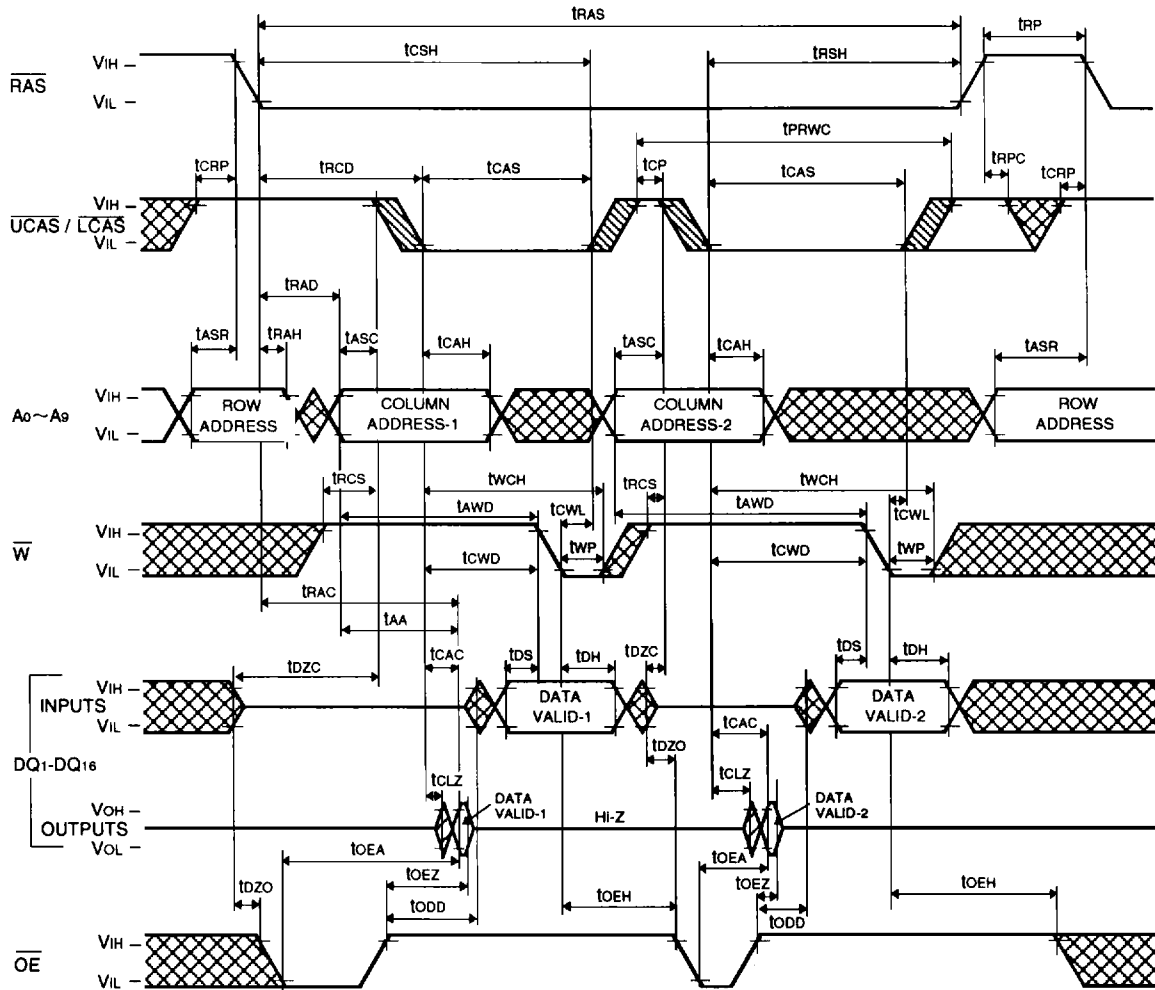 tRAS
tRP
tCSH
tRSH
VIH
RAS
VIL
tPRWC
tCRP
tRCD
tCAS
tCP
tCAS
tRPC
tCRP
VIH
UCAS / LCAS
VIL
tRAD
tASR
tRAH
tASC
tCAH
tASC
tCAH
tASR
VIH
A0~A9
VIL
ROW ADDRESS
COLUMN ADDRESS-1
COLUMN ADDRESS-2
ROW ADDRESS
tRCS
tWCH
tRCS
tWCH
tAWD
tCWL
tAWD
tCWL
VIH
W
VIL
tCWD
tWP
tCWD
tWP
tRAC
tAA
tDZC
tCAC
tDS
tDH
tDZC
tDS
tDH
VIH
INPUTS
VIL
DATA VALID-1
DATA VALID-2
tCAC
DQ1-DQ16
tDZO
tCLZ
tCLZ
VOH
OUTPUTS
VOL
DATA VALID-1
Hi-Z
DATA VALID-2
tOEA
tOEA
tDZO
tOEZ
tOEH
tOEZ
tOEH
tODD
tODD
VIH
OE
VIL